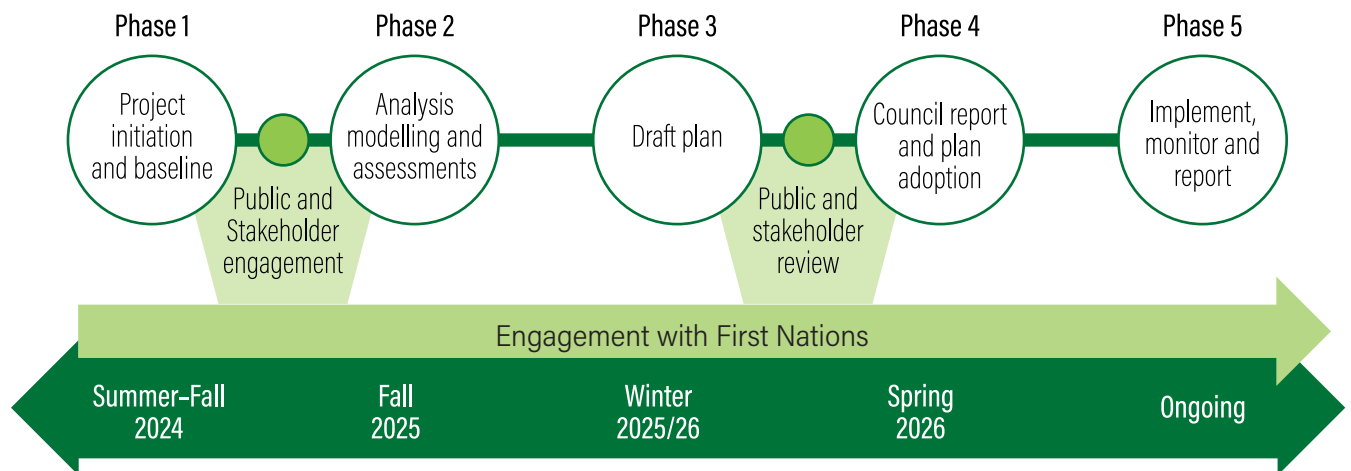 Phase 1
Phase 2
Phase 3
Phase 4
Phase 5
Project
initiation
and baseline
Public and
Stakeholder
engagement
Analysis
modelling and
assessments
Draft plan
Public and
stakeholder
review
Council report
and plan
adoption
Implement,
monitor and
report
Engagement with First Nations
Summer–Fall
2024
Fall
2025
Winter
2025/26
Spring
2026
Ongoing